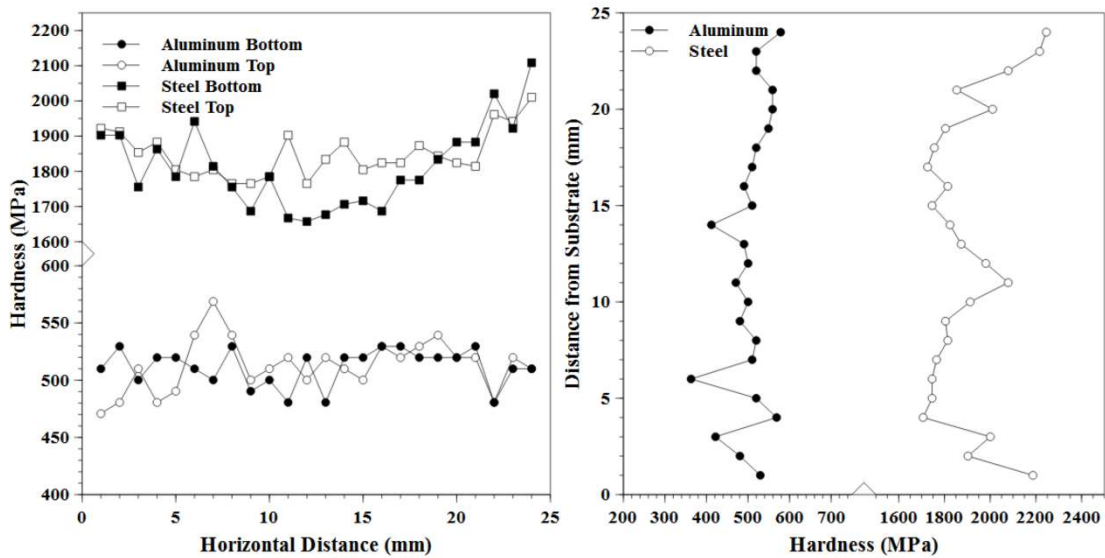 Hardness (MPa)
2200
2100
2000
1900
1800
1700
1600
600
550
500
450
400
Aluminum Bottom
Aluminum Top
Steel Bottom
Steel Top
0 5 10 15 20 25
Horizontal Distance (mm)
Distance from Substrate (mm)
25
20
15
10
5
0
Aluminum
Steel
200 300 400 500 600 700 1600 1800 2000 2200 2400
Hardness (MPa)